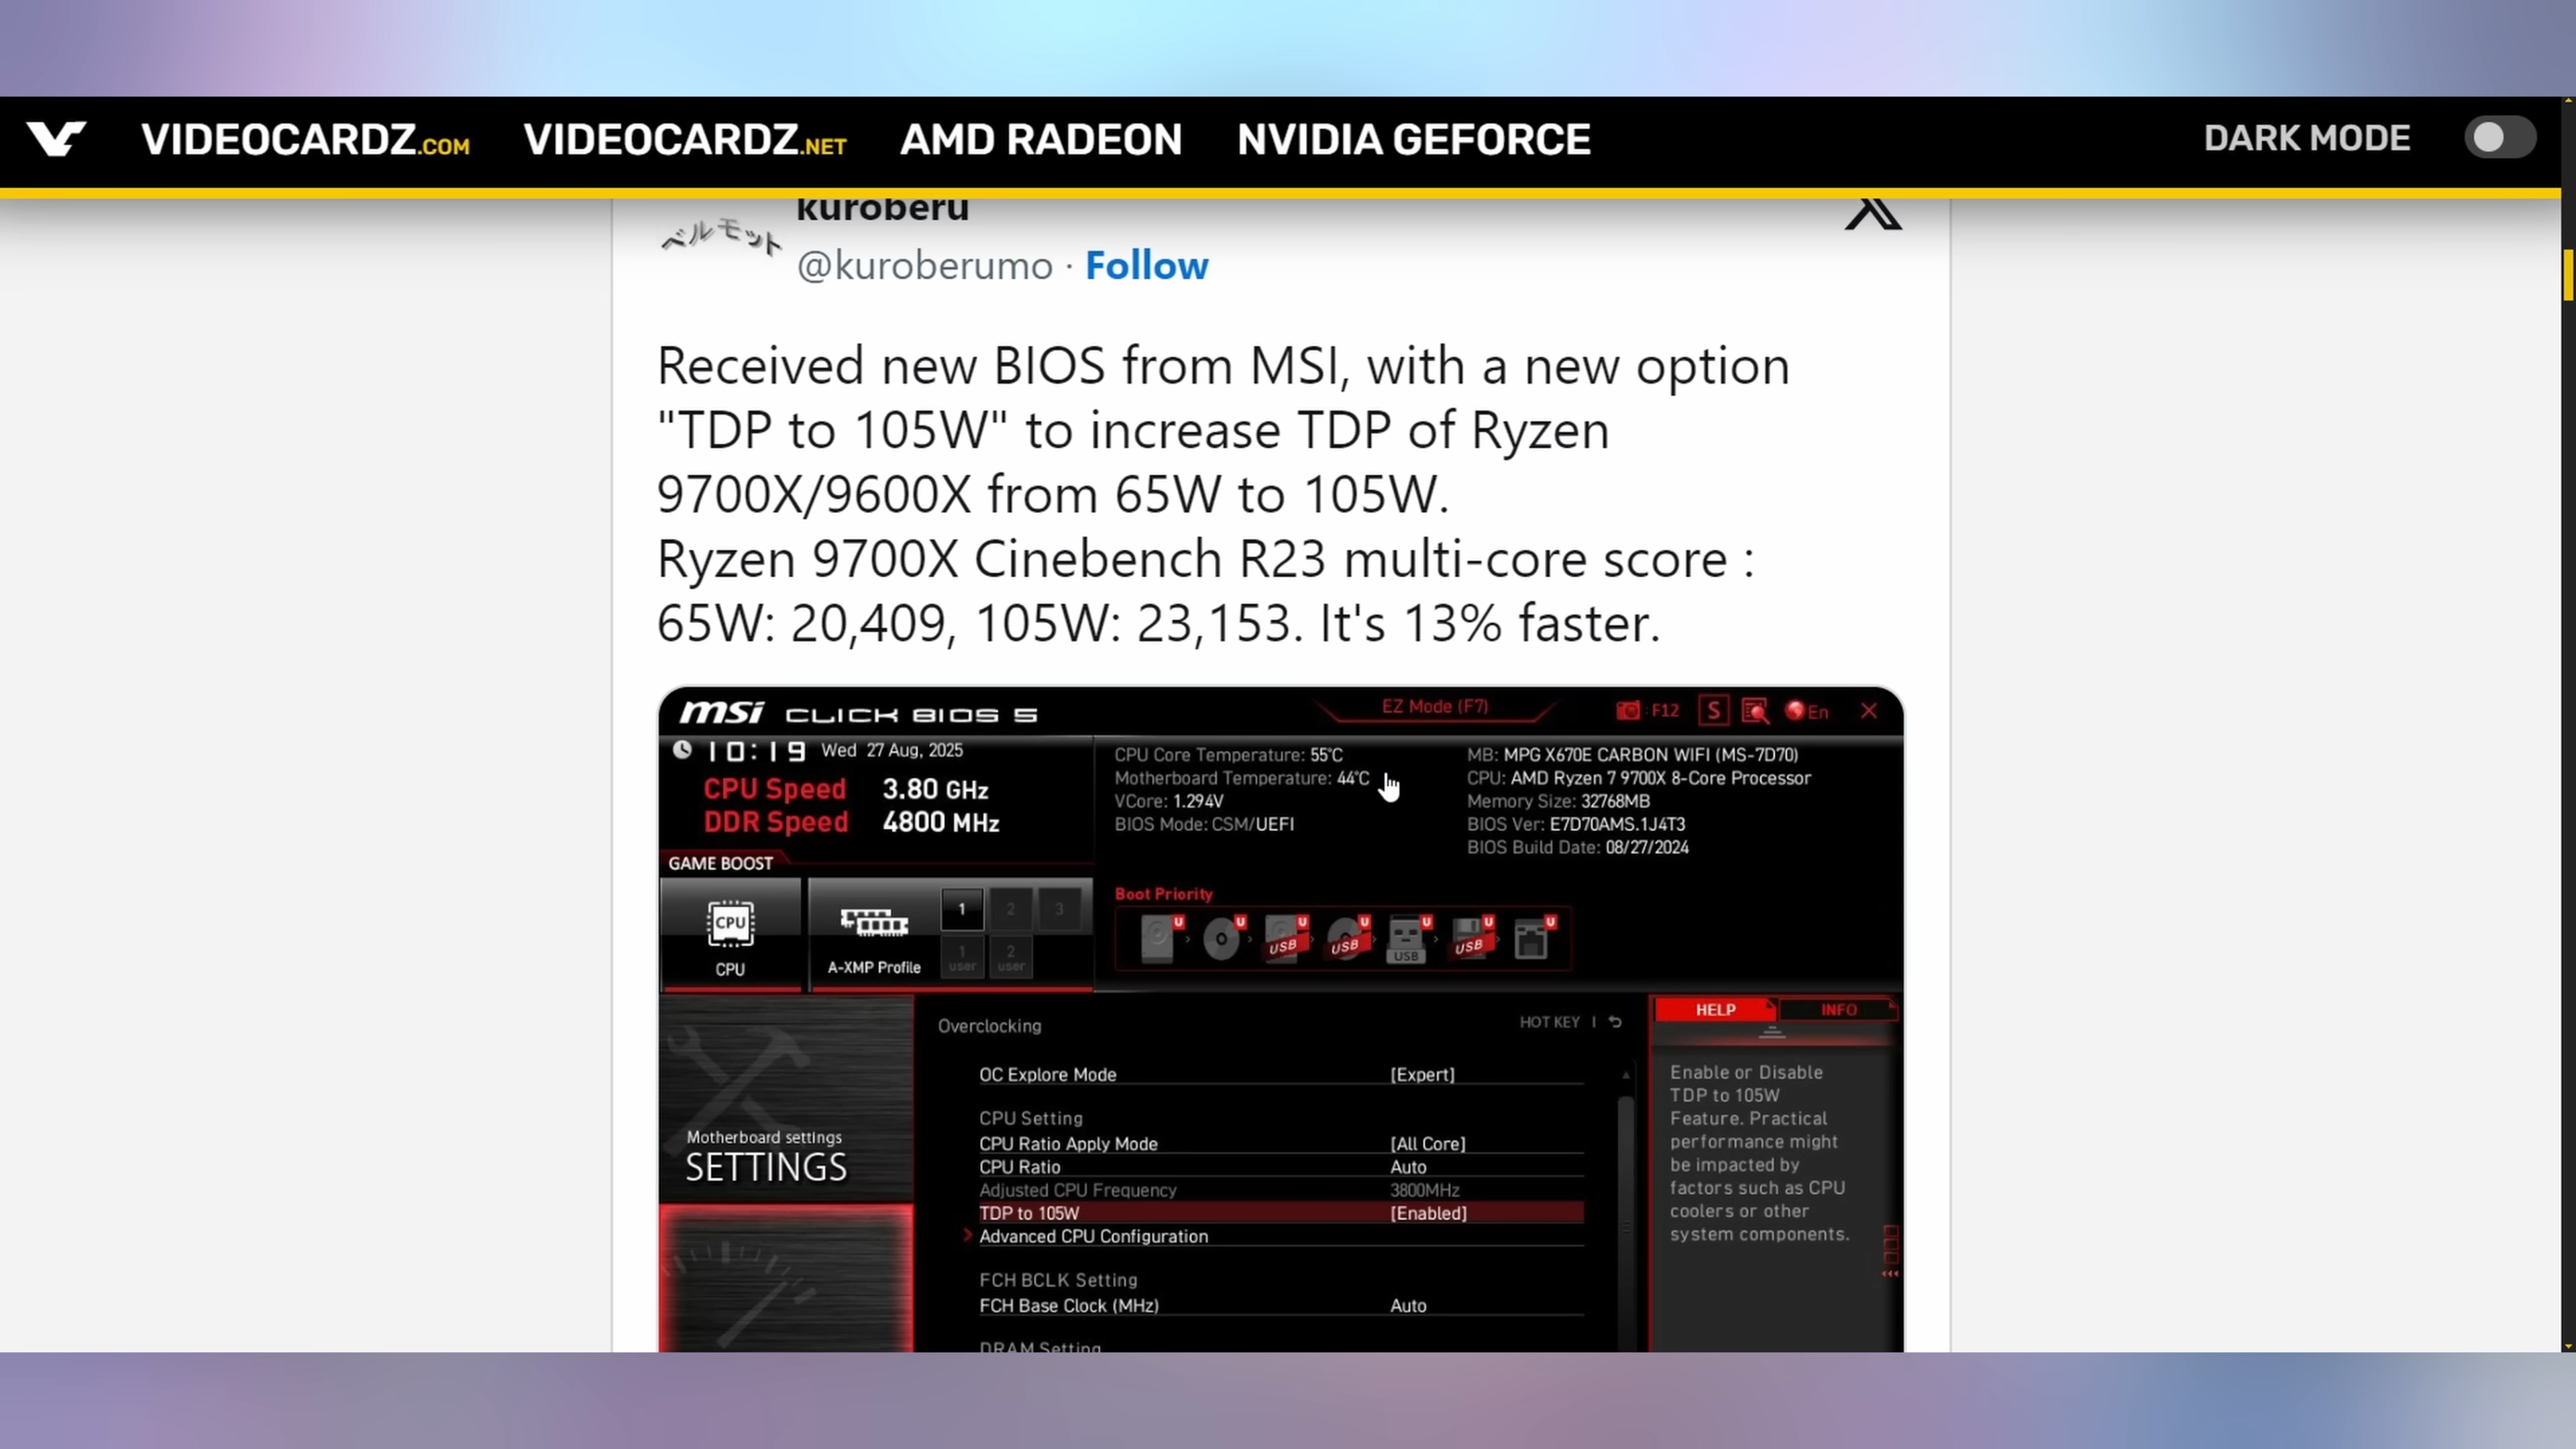 VIDEOCARDZ.COM VIDEOCARDZ.NET AMD RADEON NVIDIA GEFORCE DARK MODE
ベルモット
kuroberu
@kuroberumo · Follow
Received new BIOS from MSI, with a new option
"TDP to 105W" to increase TDP of Ryzen
9700X/9600X from 65W to 105W.
Ryzen 9700X Cinebench R23 multi-core score :
65W: 20,409, 105W: 23,153. It's 13% faster.
msi CLICK BIOS 5
EZ Mode (F7)
: F12
S
En
10:19 Wed 27 Aug, 2025
CPU Speed 3.80 GHz
DDR Speed 4800 MHz
CPU Core Temperature: 55°C
Motherboard Temperature: 44°C
VCore: 1.294V
BIOS Mode: CSM/UEFI
MB: MPG X670E CARBON WIFI (MS-7D70)
CPU: AMD Ryzen 7 9700X 8-Core Processor
Memory Size: 32768MB
BIOS Ver: E7D70AMS.1J4T3
BIOS Build Date: 08/27/2024
GAME BOOST
CPU
CPU
A-XMP Profile
1 2 3
1 user 2 user
Boot Priority
U U U U U U U
USB USB USB USB
Motherboard settings
SETTINGS
Overclocking
HOT KEY |
OC Explore Mode [Expert]
CPU Setting
CPU Ratio Apply Mode [All Core]
CPU Ratio Auto
Adjusted CPU Frequency 3800MHz
TDP to 105W [Enabled]
Advanced CPU Configuration
FCH BCLK Setting
FCH Base Clock (MHz) Auto
DRAM Setting
HELP INFO
Enable or Disable
TDP to 105W
Feature. Practical
performance might
be impacted by
factors such as CPU
coolers or other
system components.